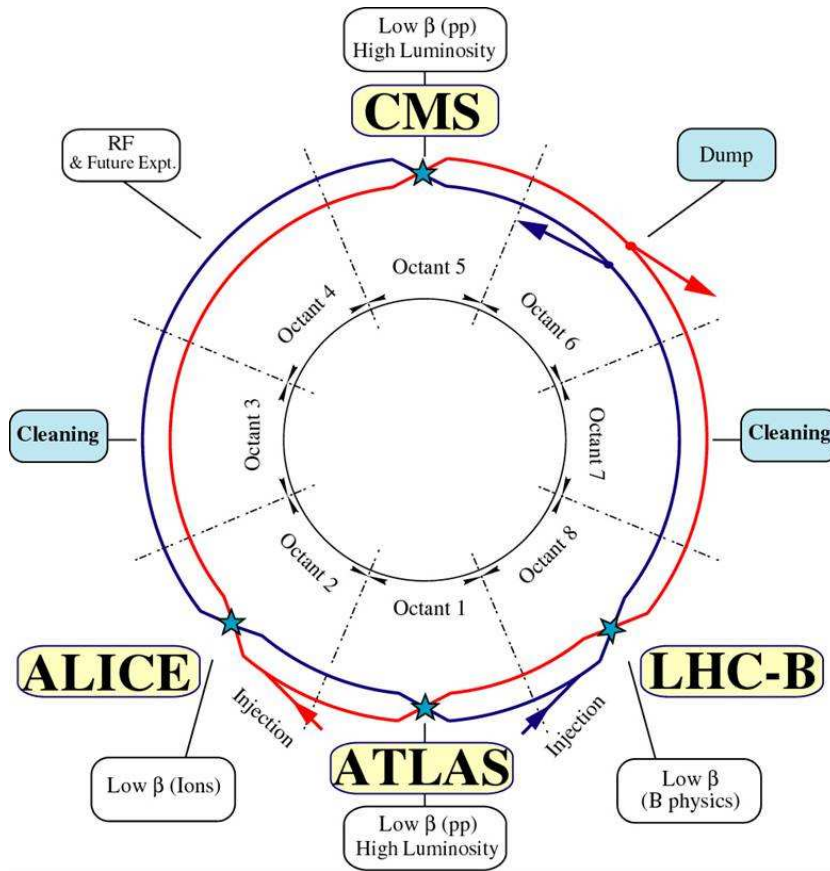 Low β (pp)
High Luminosity
CMS
RF
& Future Expt.
Dump
Octant 5
Octant 4
Octant 6
Cleaning
Octant 3
Octant 7
Cleaning
Octant 2
Octant 8
Octant 1
ALICE
LHC-B
Injection
Injection
ATLAS
Low β (Ions)
Low β
(B physics)
Low β (pp)
High Luminosity